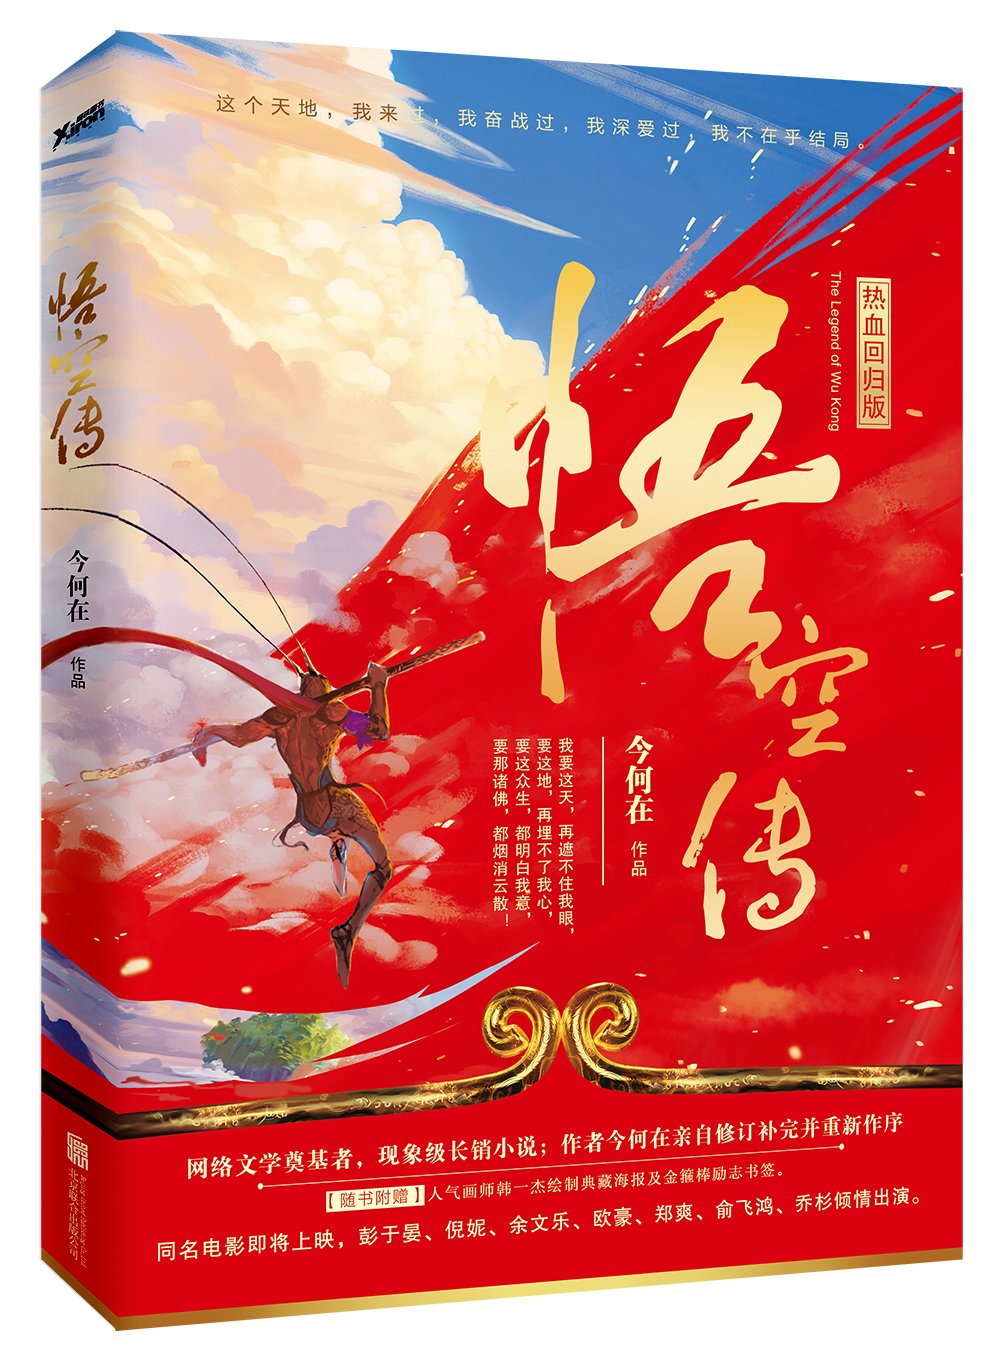 这个天地，我来过，我奋战过，我深爱过，我不在乎结局。
热血回归版
The Legend of Wu Kong
悟空传
今何在
作品
我要这天，再遮不住我眼，
要这地，再埋不了我心，
要这众生，都明白我意，
要那诸佛，都烟消云散！
网络文学奠基者，现象级长销小说；作者今何在亲自修订补完并重新作序
【随书附赠】人气画师韩一杰绘制典藏海报及金箍棒励志书签。
同名电影即将上映，彭于晏、倪妮、余文乐、欧豪、郑爽、俞飞鸿、乔杉倾情出演。
Xiron
悟空传
今何在
作品
北京联合出版公司